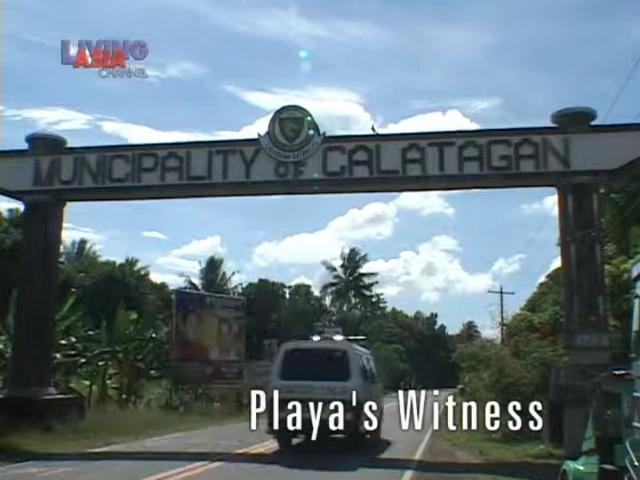 LIVING
ASIA
CHANNEL
MUNICIPALITY OF CALATAGAN
Playa's Witness